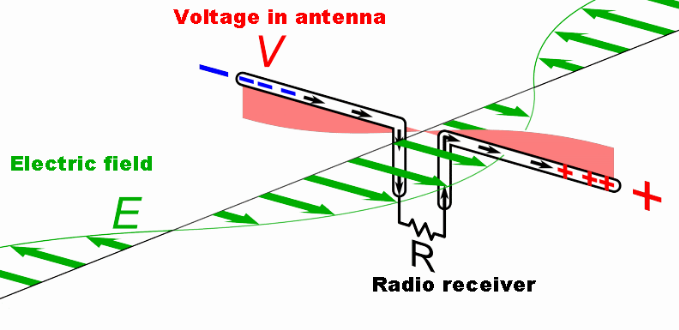 Voltage in antenna
V
Electric field
E
R
Radio receiver